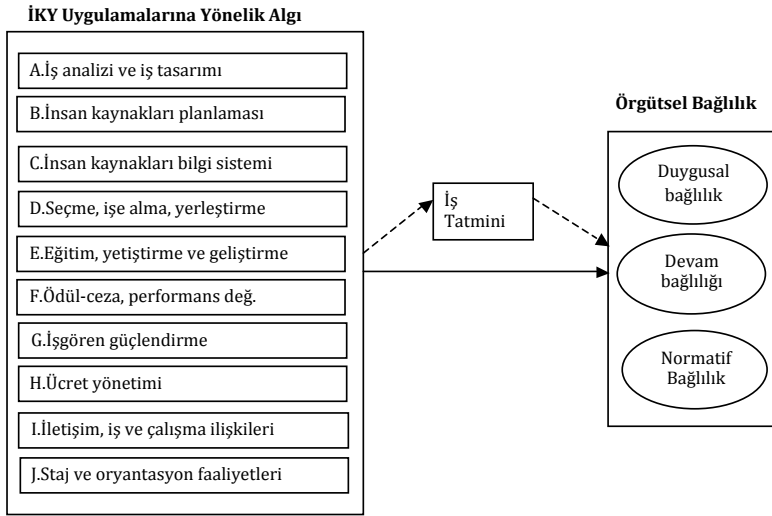 İKY Uygulamalarına Yönelik Algı
A.İş analizi ve iş tasarımı
B.İnsan kaynakları planlaması
C.İnsan kaynakları bilgi sistemi
D.Seçme, işe alma, yerleştirme
E.Eğitim, yetiştirme ve geliştirme
F.Ödül-ceza, performans değ.
G.İşgören güçlendirme
H.Ücret yönetimi
I.İletişim, iş ve çalışma ilişkileri
J.Staj ve oryantasyon faaliyetleri
İş
Tatmini
Örgütsel Bağlılık
Duygusal
bağlılık
Devam
bağlılığı
Normatif
Bağlılık